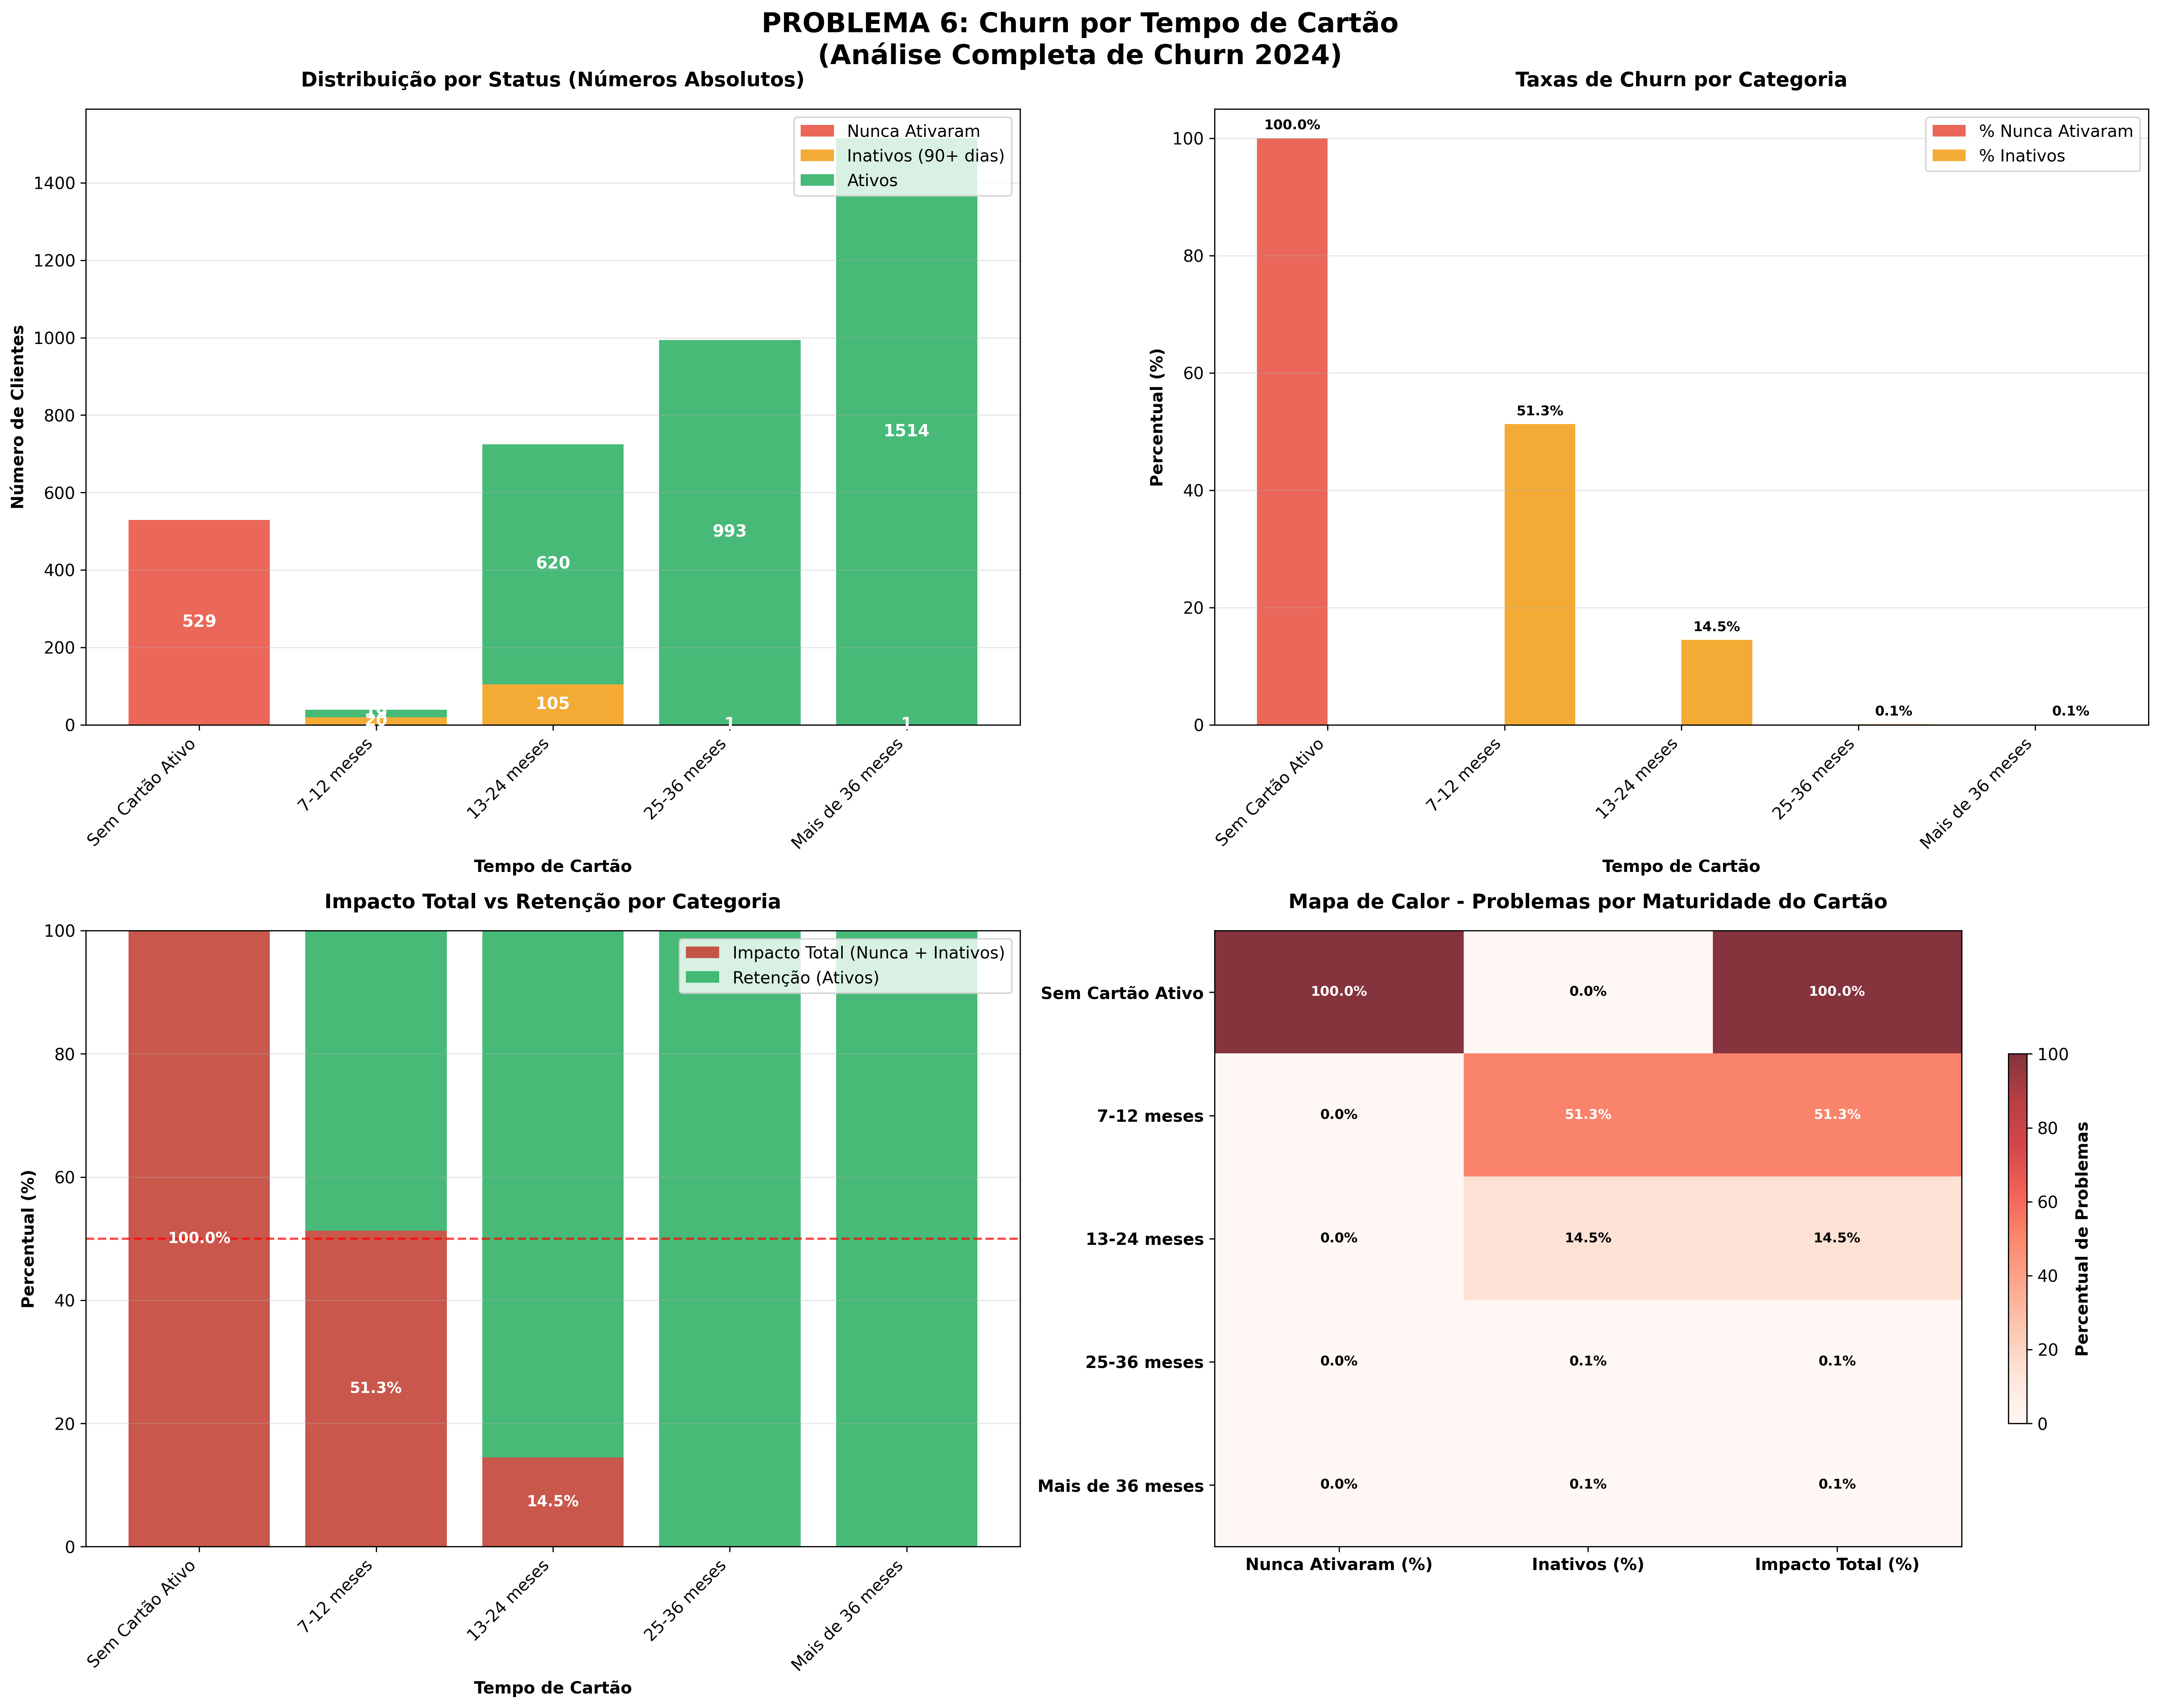 PROBLEMA 6: Churn por Tempo de Cartão
(Análise Completa de Churn 2024)
Distribuição por Status (Números Absolutos)
Nunca Ativaram
Inativos (90+ dias)
Ativos
Número de Clientes
1400
1200
1000
800
600
400
200
0
529
20
620
105
993
1
1514
1
Sem Cartão Ativo
7-12 meses
13-24 meses
25-36 meses
Mais de 36 meses
Tempo de Cartão
Taxas de Churn por Categoria
% Nunca Ativaram
% Inativos
Percentual (%)
100
80
60
40
20
0
100.0%
51.3%
14.5%
0.1%
0.1%
Sem Cartão Ativo
7-12 meses
13-24 meses
25-36 meses
Mais de 36 meses
Tempo de Cartão
Impacto Total vs Retenção por Categoria
Impacto Total (Nunca + Inativos)
Retenção (Ativos)
Percentual (%)
100
80
60
40
20
0
100.0%
51.3%
14.5%
Sem Cartão Ativo
7-12 meses
13-24 meses
25-36 meses
Mais de 36 meses
Tempo de Cartão
Mapa de Calor - Problemas por Maturidade do Cartão
Sem Cartão Ativo 100.0% 0.0% 100.0%
7-12 meses 0.0% 51.3% 51.3%
13-24 meses 0.0% 14.5% 14.5%
25-36 meses 0.0% 0.1% 0.1%
Mais de 36 meses 0.0% 0.1% 0.1%
Nunca Ativaram (%) Inativos (%) Impacto Total (%)
100
80
60
40
20
0
Percentual de Problemas